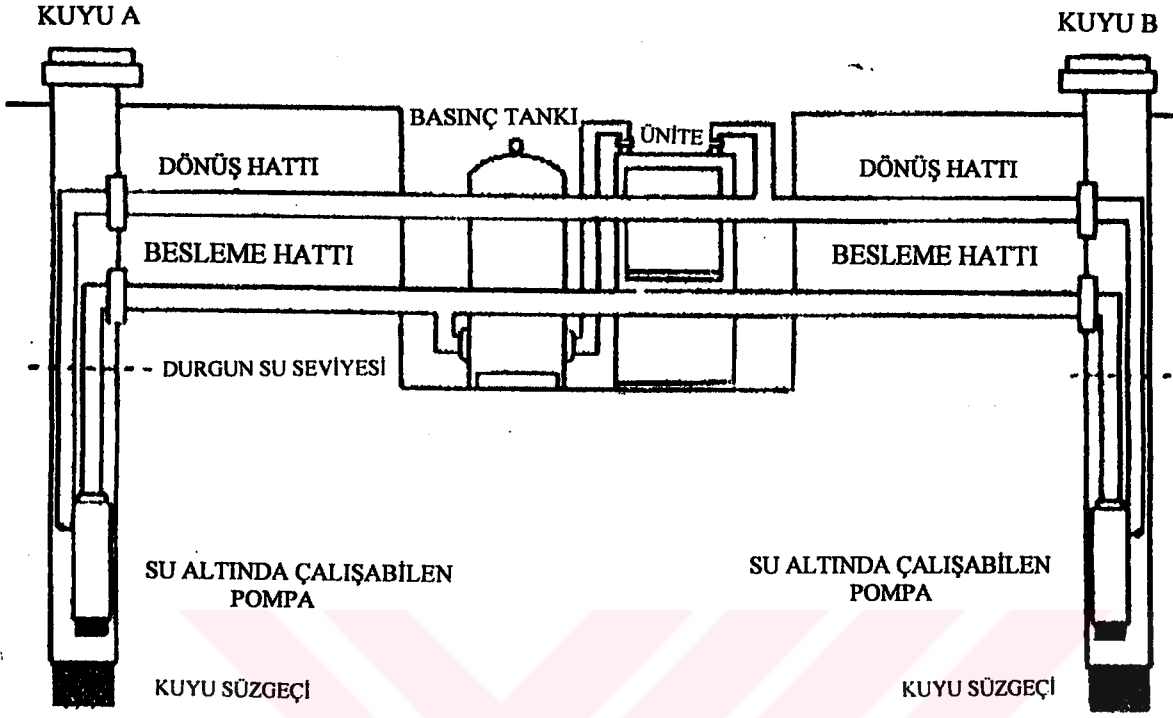 KUYU A
KUYU B
BASINÇ TANKI
ÜNİTE
DÖNÜŞ HATTI
DÖNÜŞ HATTI
BESLEME HATTI
BESLEME HATTI
DURGUN SU SEVİYESİ
SU ALTINDA ÇALIŞABİLEN
POMPA
SU ALTINDA ÇALIŞABİLEN
POMPA
KUYU SÜZGEÇİ
KUYU SÜZGEÇİ